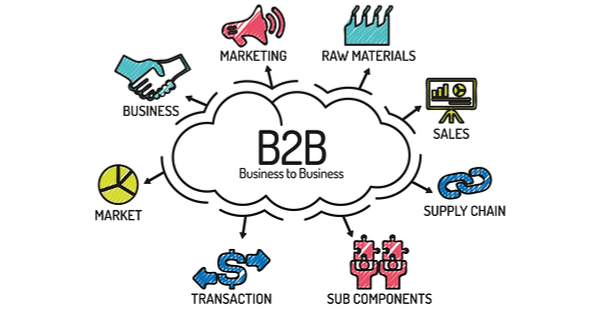 MARKETING
RAW MATERIALS
BUSINESS
SALES
B2B
Business to Business
MARKET
SUPPLY CHAIN
TRANSACTION
SUB COMPONENTS